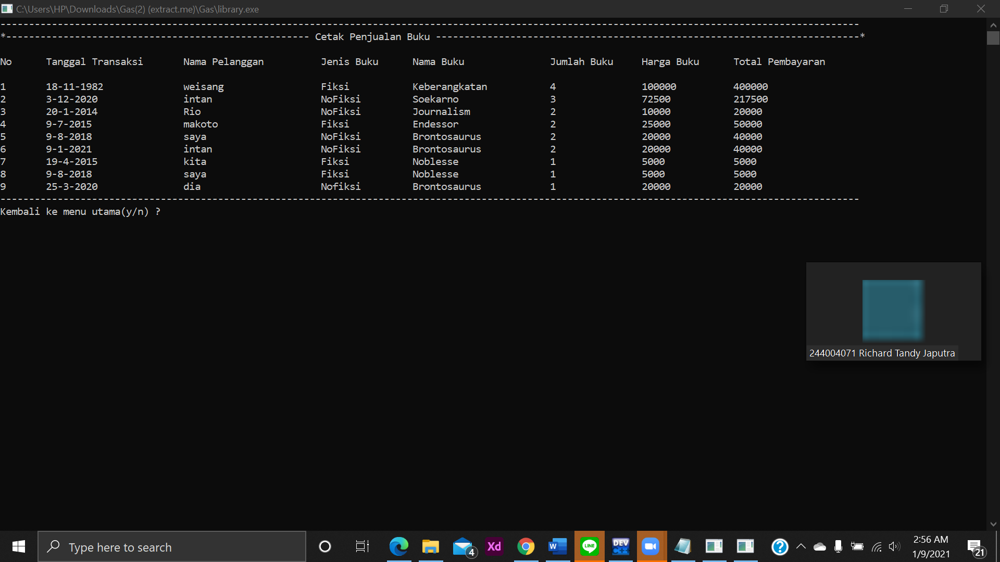 C:\Users\HP\Downloads\Gas(2) (extract.me)\Gas\library.exe
------------------------------------------------------------------------------------------------------------------------------------------------------
*----------------------------------------------------- Cetak Penjualan Buku --------------------------------------------------------------------------*
No Tanggal Transaksi Nama Pelanggan Jenis Buku Nama Buku Jumlah Buku Harga Buku Total Pembayaran
1 18-11-1982 weisang Fiksi Keberangkatan 4 100000 400000
2 3-12-2020 intan NoFiksi Soekarno 3 72500 217500
3 20-1-2014 Rio NoFiksi Journalism 2 10000 20000
4 9-7-2015 makoto Fiksi Endessor 2 25000 50000
5 9-8-2018 saya NoFiksi Brontosaurus 2 20000 40000
6 9-1-2021 intan NoFiksi Brontosaurus 2 20000 40000
7 19-4-2015 kita Fiksi Noblesse 1 5000 5000
8 9-8-2018 saya Fiksi Noblesse 1 5000 5000
9 25-3-2020 dia Nofiksi Brontosaurus 1 20000 20000
------------------------------------------------------------------------------------------------------------------------------------------------------
Kembali ke menu utama(y/n) ?
244004071 Richard Tandy Japutra
Type here to search
4
Xd
W
LINE
DEV
C++
?
2:56 AM
1/9/2021
21